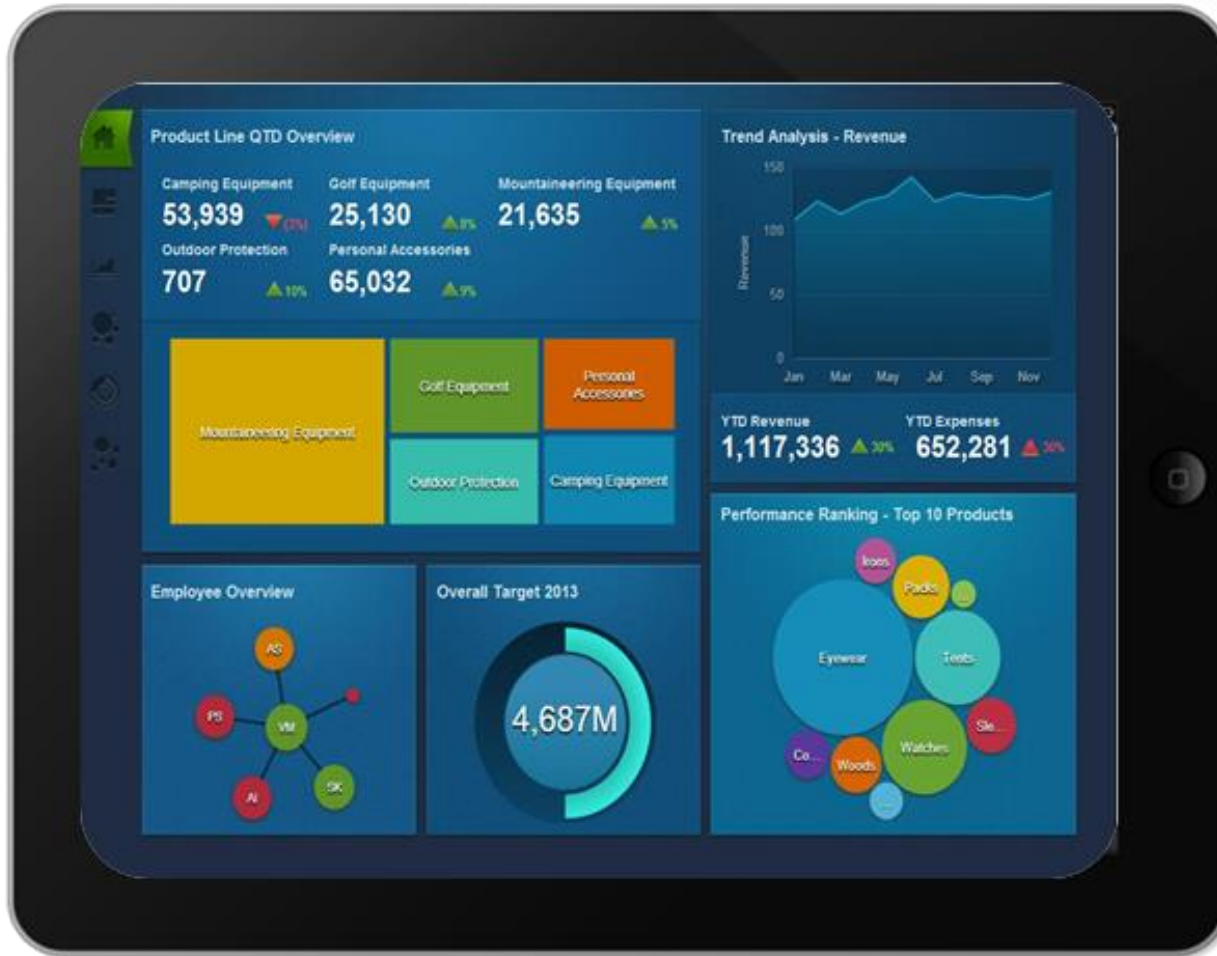 Product Line QTD Overview
Camping Equipment
53,939
Golf Equipment
25,130 8%
Mountaineering Equipment
21,635 5%
Outdoor Protection
707 10%
Personal Accessories
65,032 9%
Mountaineering Equipment
Golf Equipment
Personal
Accessories
Outdoor Protection
Camping Equipment
Trend Analysis - Revenue
150
100
50
0
Revenue
Jan Mar May Jul Sep Nov
YTD Revenue
1,117,336 30%
YTD Expenses
652,281 30%
Employee Overview
AS
PS
VM
AI
SK
Overall Target 2013
4,687M
Performance Ranking - Top 10 Products
Irons
Packs
...
Eyewear
Tents
Sle...
Watches
Co...
Woods
...